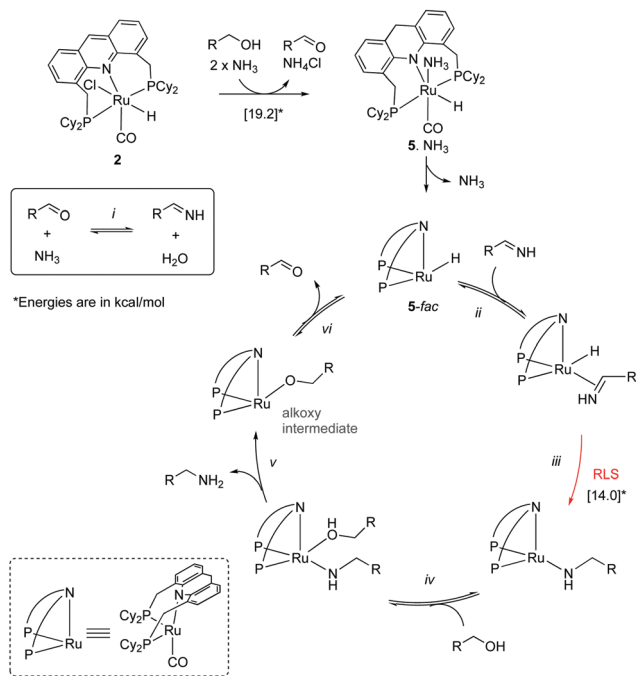 R OH R O
2 x NH3 NH4Cl
[19.2]*
N
Cl
PCy2
Ru
H
Cy2P
CO
2
N
NH3
PCy2
Ru
H
Cy2P
CO
5. NH3
NH3
R O i R NH
+ +
NH3 H2O
*Energies are in kcal/mol
N
P
P
Ru
H
5-fac
R NH
ii
R O
vi
N
P
P
Ru
H
HN
R
iii
RLS
[14.0]*
N
P
P
Ru
N
H
R
iv
R OH
N
P
P
Ru
H
O
R
N
H
R
v
R NH2
N
P
P
Ru
O
R
alkoxy
intermediate
N
P
P
Ru
N
Cy2P
Cy2P
Ru
CO